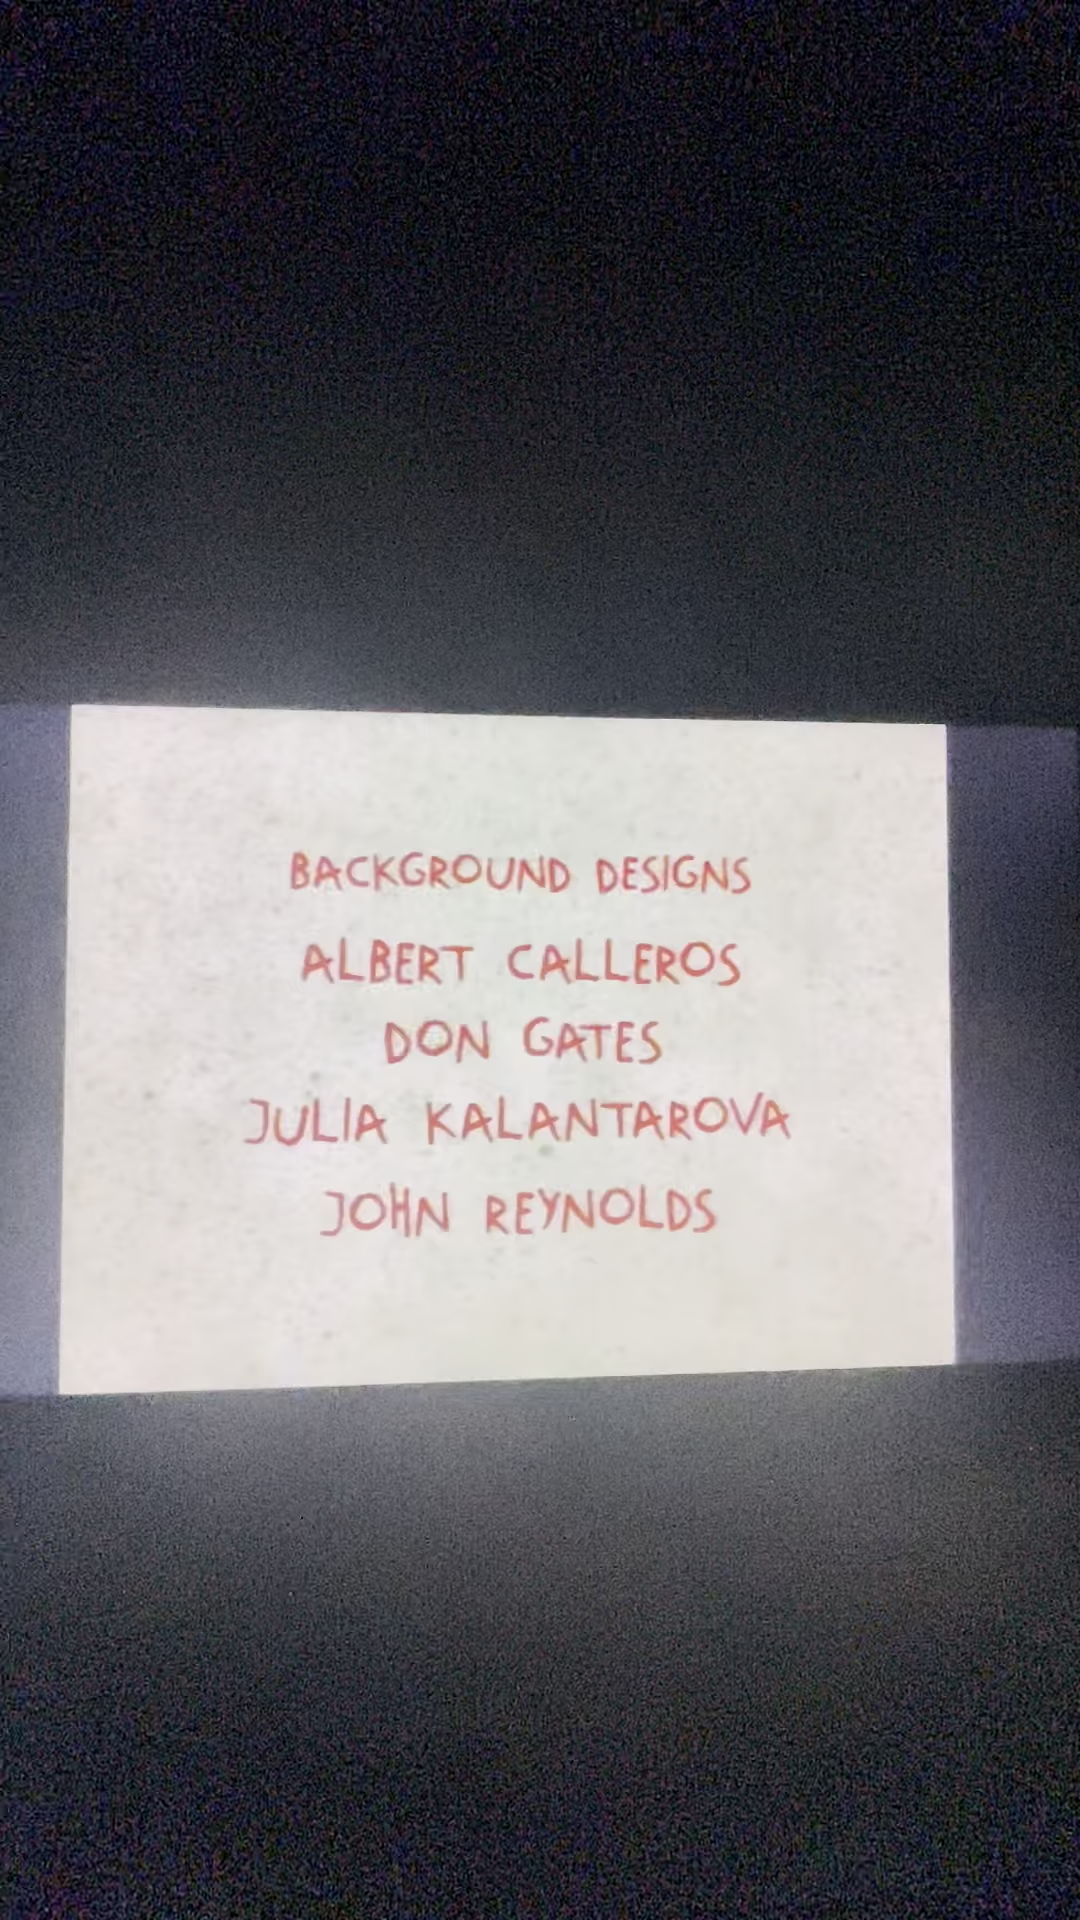 BACKGROUND DESIGNS
ALBERT CALLEROS
DON GATES
JULIA KALANTAROVA
JOHN REYNOLDS